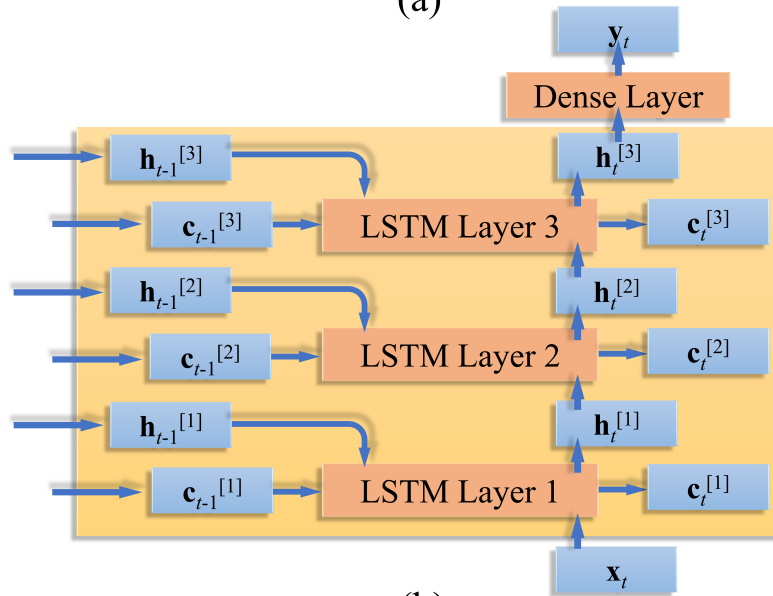 (a)
y_t
Dense Layer
h_{t-1}^{[3]} h_t^{[3]}
c_{t-1}^{[3]} LSTM Layer 3 c_t^{[3]}
h_{t-1}^{[2]} h_t^{[2]}
c_{t-1}^{[2]} LSTM Layer 2 c_t^{[2]}
h_{t-1}^{[1]} h_t^{[1]}
c_{t-1}^{[1]} LSTM Layer 1 c_t^{[1]}
x_t
(b)